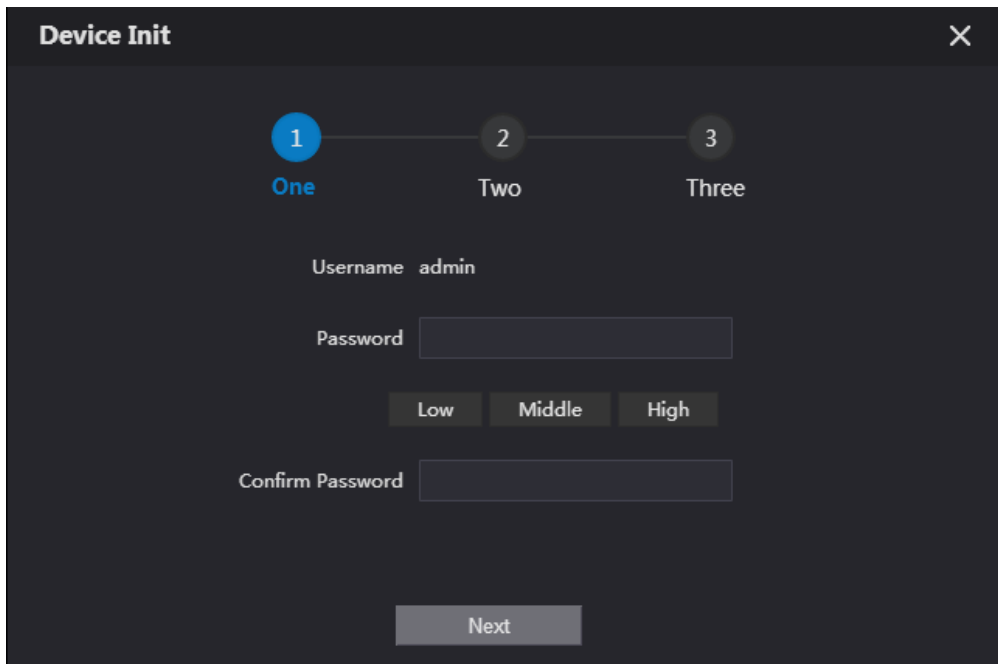 Device Init
1 2 3
One Two Three
Username admin
Password
Low Middle High
Confirm Password
Next